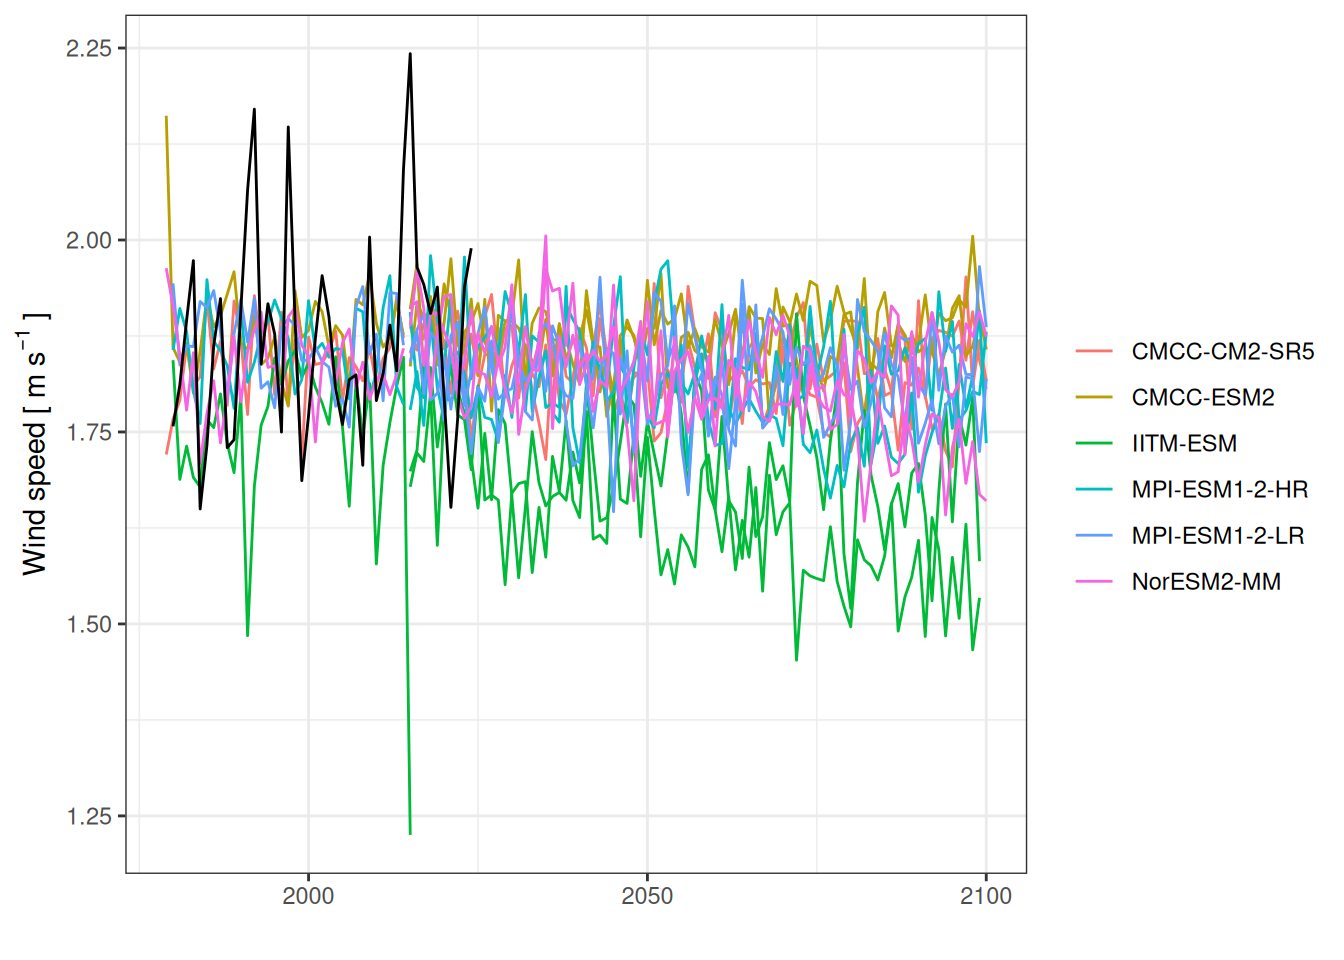 Wind speed [ m s⁻¹ ]
2.25
2.00
1.75
1.50
1.25
2000
2050
2100
CMCC-CM2-SR5
CMCC-ESM2
IITM-ESM
MPI-ESM1-2-HR
MPI-ESM1-2-LR
NorESM2-MM